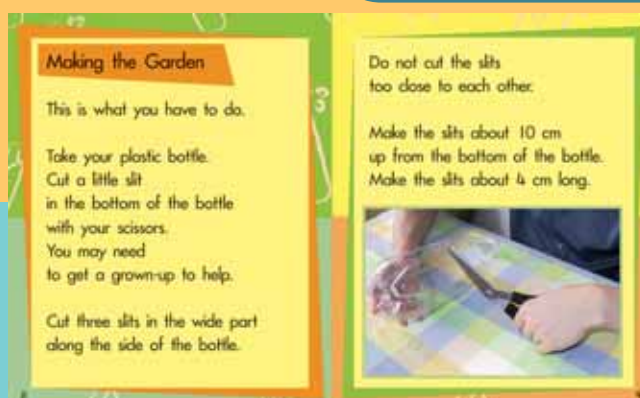 Making the Garden
This is what you have to do.
Take your plastic bottle.
Cut a little slit
in the bottom of the bottle
with your scissors.
You may need
to get a grown-up to help.
Cut three slits in the wide part
along the side of the bottle.
Do not cut the slits
too close to each other.
Make the slits about 10 cm
up from the bottom of the bottle.
Make the slits about 4 cm long.